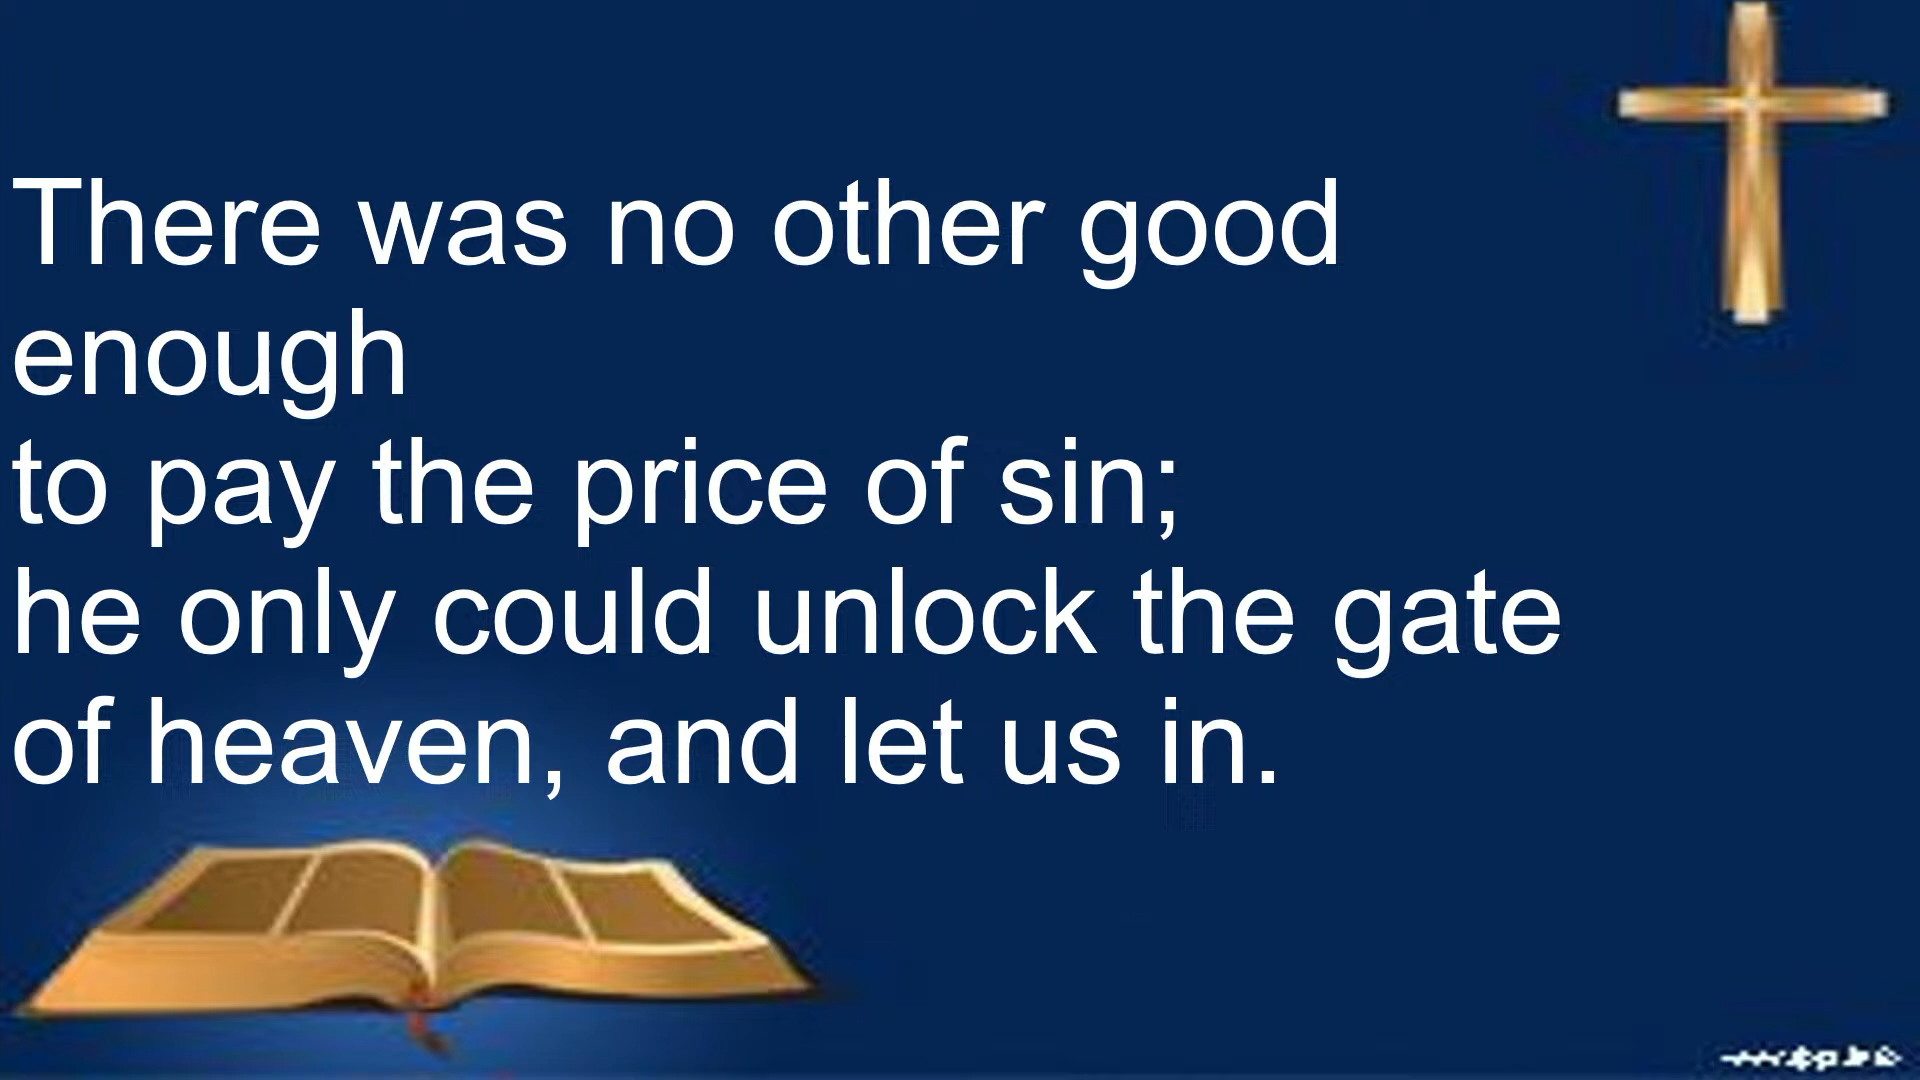 There was no other good
enough
to pay the price of sin;
he only could unlock the gate
of heaven, and let us in.